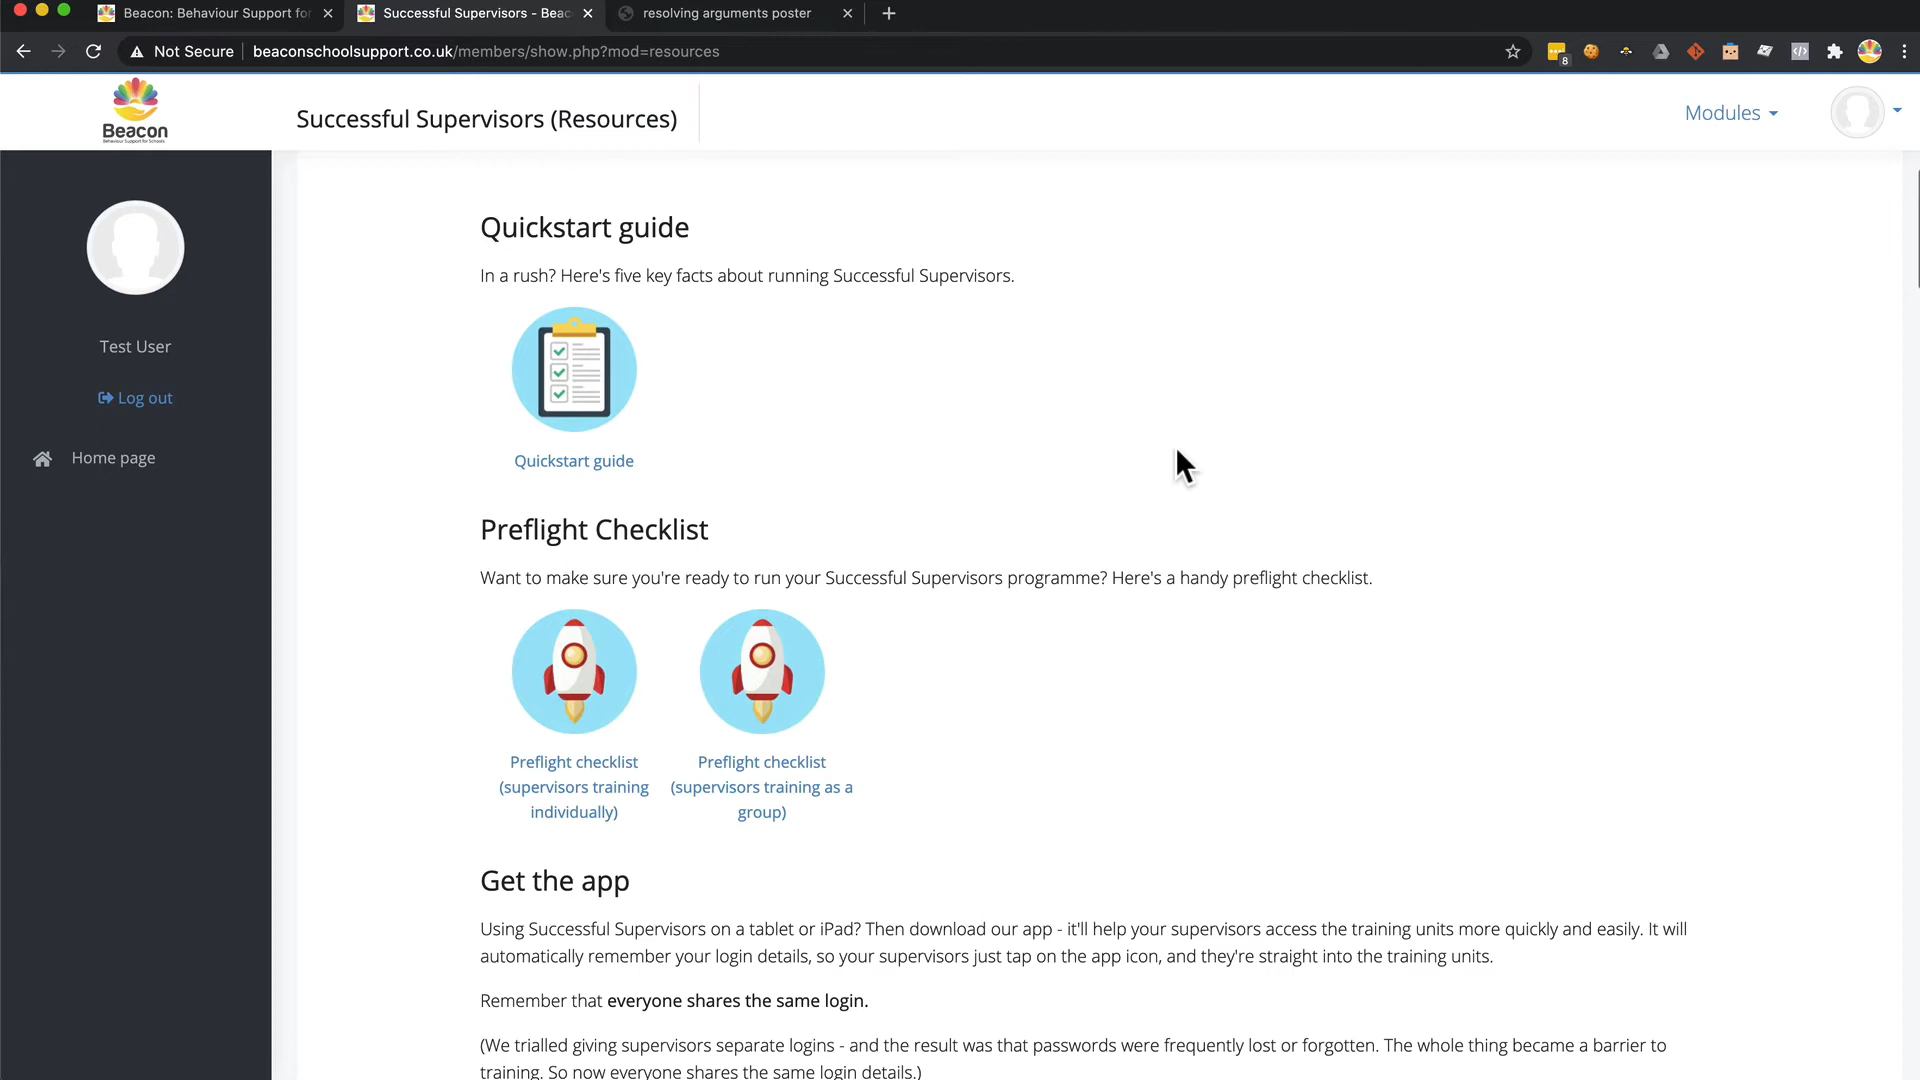 Beacon: Behaviour Support for
Successful Supervisors - Beac
resolving arguments poster
Not Secure
beaconschoolsupport.co.uk/members/show.php?mod=resources
8
Beacon
Behaviour Support for Schools
Successful Supervisors (Resources)
Modules
Test User
Log out
Home page
Quickstart guide
In a rush? Here's five key facts about running Successful Supervisors.
Quickstart guide
Preflight Checklist
Want to make sure you're ready to run your Successful Supervisors programme? Here's a handy preflight checklist.
Preflight checklist
(supervisors training
individually)
Preflight checklist
(supervisors training as a
group)
Get the app
Using Successful Supervisors on a tablet or iPad? Then download our app - it'll help your supervisors access the training units more quickly and easily. It will
automatically remember your login details, so your supervisors just tap on the app icon, and they're straight into the training units.
Remember that everyone shares the same login.
(We trialled giving supervisors separate logins - and the result was that passwords were frequently lost or forgotten. The whole thing became a barrier to
training. So now everyone shares the same login details.)